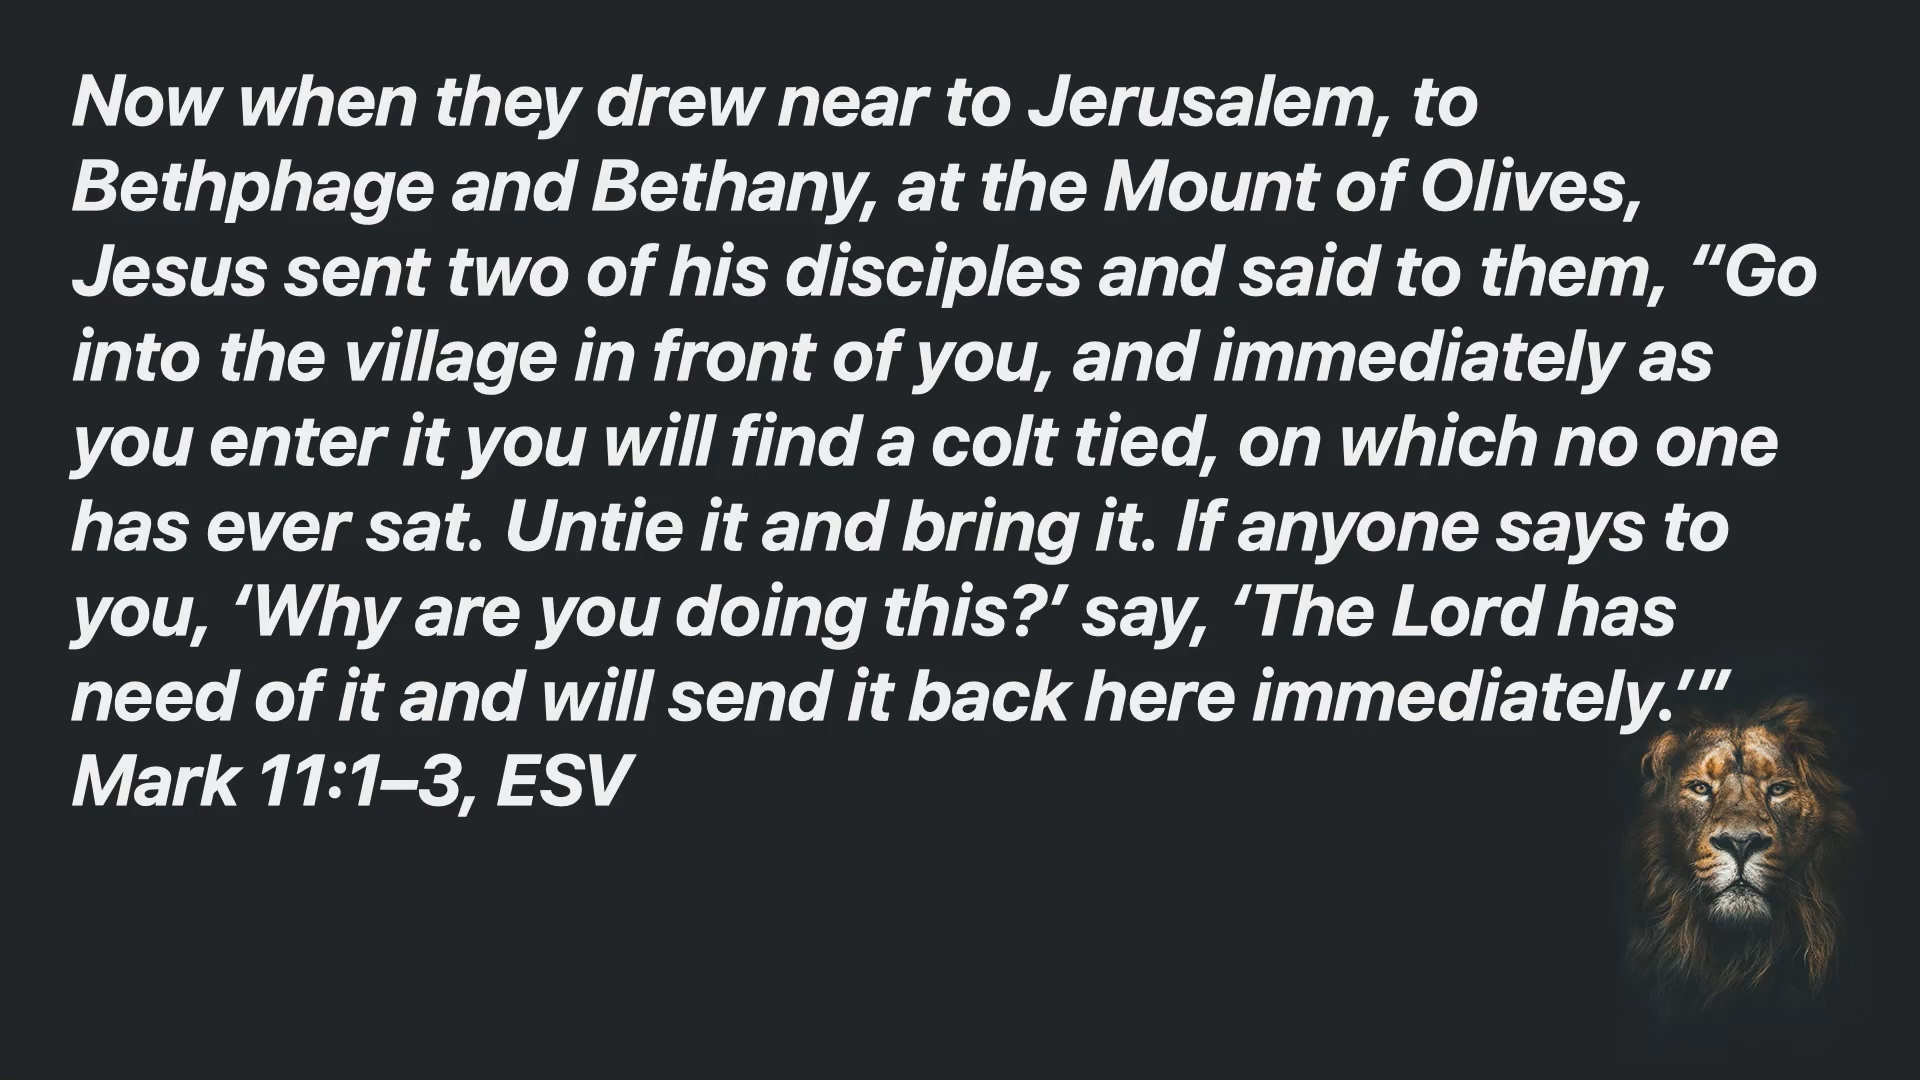 Now when they drew near to Jerusalem, to
Bethphage and Bethany, at the Mount of Olives,
Jesus sent two of his disciples and said to them, “Go
into the village in front of you, and immediately as
you enter it you will find a colt tied, on which no one
has ever sat. Untie it and bring it. If anyone says to
you, ‘Why are you doing this?’ say, ‘The Lord has
need of it and will send it back here immediately.’”
Mark 11:1–3, ESV